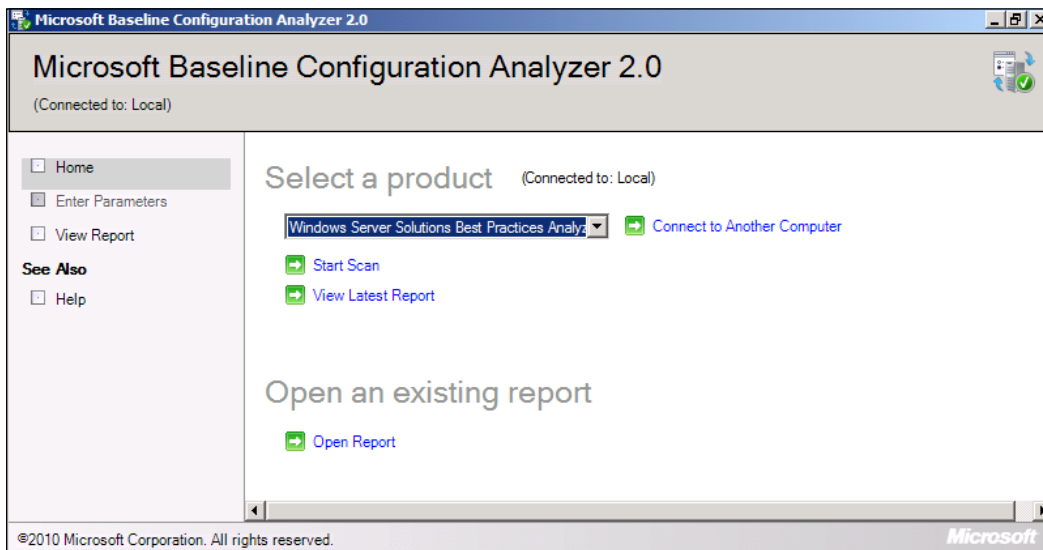 Microsoft Baseline Configuration Analyzer 2.0
Microsoft Baseline Configuration Analyzer 2.0
(Connected to: Local)
Home
Enter Parameters
View Report
See Also
Help
Select a product (Connected to: Local)
Windows Server Solutions Best Practices Analyz Connect to Another Computer
Start Scan
View Latest Report
Open an existing report
Open Report
©2010 Microsoft Corporation. All rights reserved. Microsoft